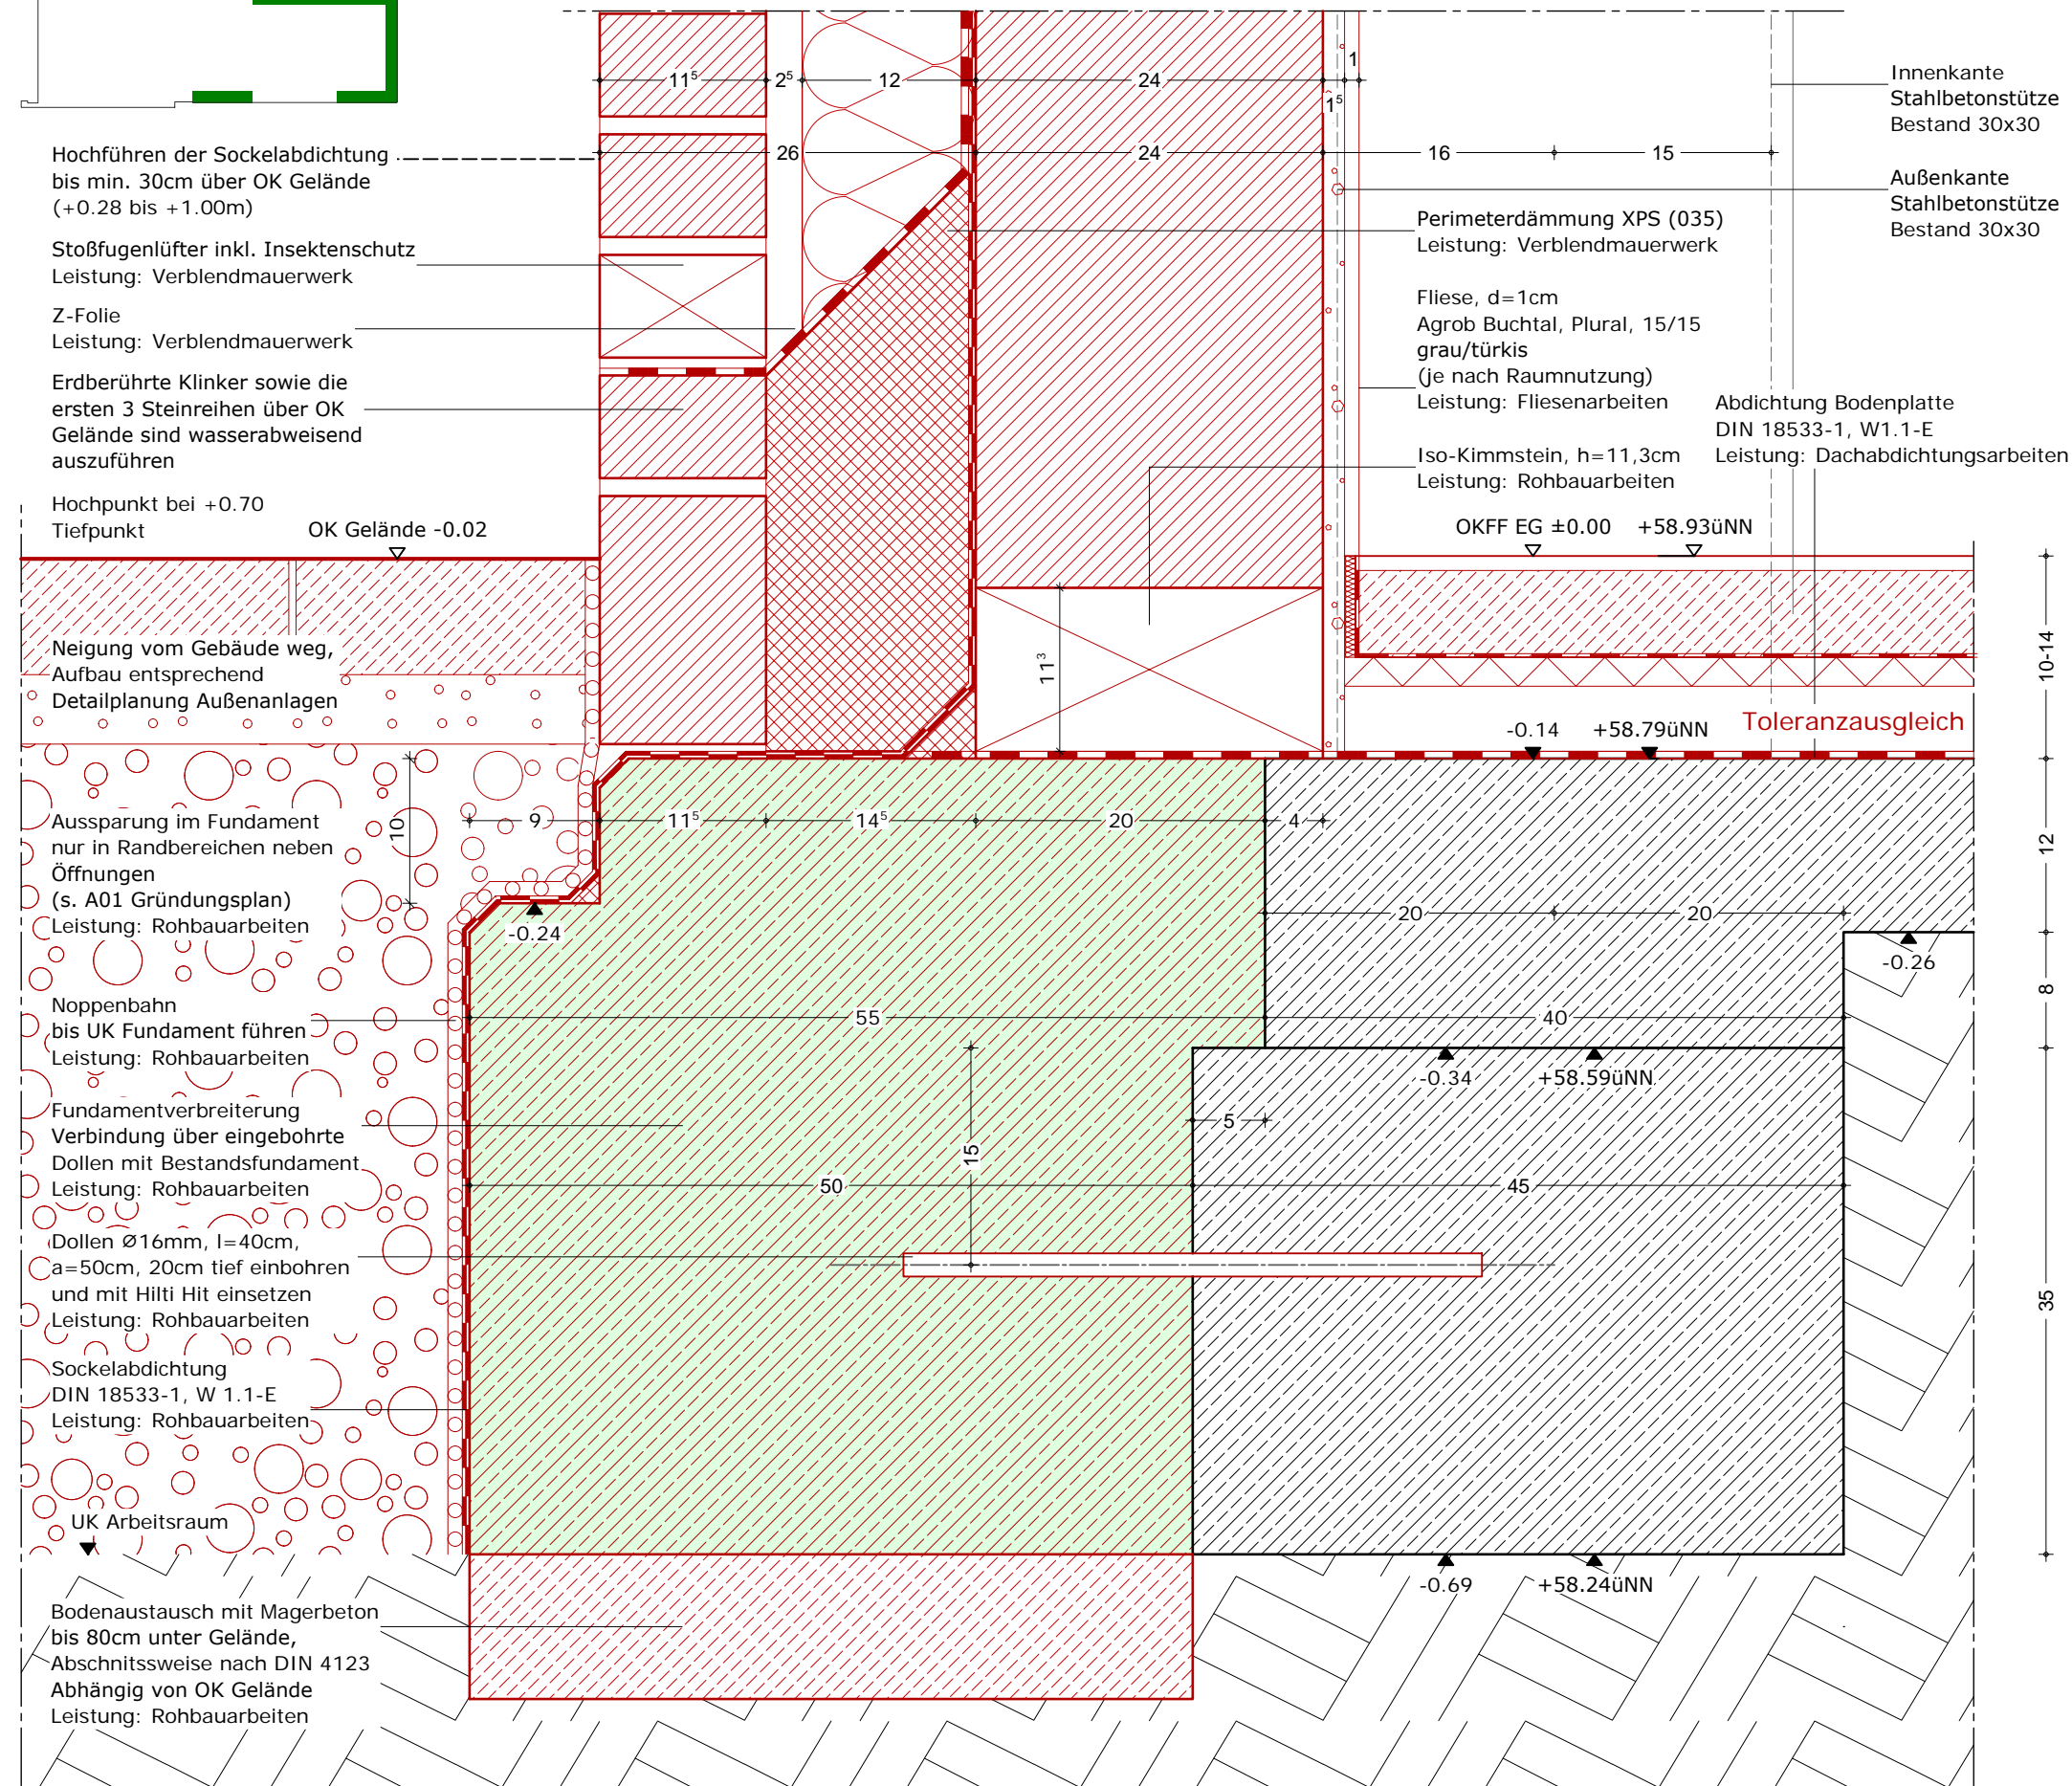 11⁵
2⁵
12
24
1
1⁵
26
24
16
15
Innenkante
Stahlbetonstütze
Bestand 30x30
Außenkante
Stahlbetonstütze
Bestand 30x30
Hochführen der Sockelabdichtung
bis min. 30cm über OK Gelände
(+0.28 bis +1.00m)
Stoßfugenlüfter inkl. Insektenschutz
Leistung: Verblendmauerwerk
Z-Folie
Leistung: Verblendmauerwerk
Erdberührte Klinker sowie die
ersten 3 Steinreihen über OK
Gelände sind wasserabweisend
auszuführen
Hochpunkt bei +0.70
Tiefpunkt
OK Gelände -0.02
Perimeterdämmung XPS (035)
Leistung: Verblendmauerwerk
Fliese, d=1cm
Agrob Buchtal, Plural, 15/15
grau/türkis
(je nach Raumnutzung)
Leistung: Fliesenarbeiten
Iso-Kimmstein, h=11,3cm
Leistung: Rohbauarbeiten
Abdichtung Bodenplatte
DIN 18533-1, W1.1-E
Leistung: Dachabdichtungsarbeiten
OKFF EG ±0.00
+58.93üNN
Neigung vom Gebäude weg,
Aufbau entsprechend
Detailplanung Außenanlagen
11³
10-14
-0.14
+58.79üNN
Toleranzausgleich
Aussparung im Fundament
nur in Randbereichen neben
Öffnungen
(s. A01 Gründungsplan)
Leistung: Rohbauarbeiten
10
9
11⁵
14⁵
20
4
12
-0.24
20
20
-0.26
Noppenbahn
bis UK Fundament führen
Leistung: Rohbauarbeiten
55
40
8
-0.34
+58.59üNN
Fundamentverbreiterung
Verbindung über eingebohrte
Dollen mit Bestandsfundament
Leistung: Rohbauarbeiten
5
15
50
45
Dollen Ø16mm, l=40cm,
a=50cm, 20cm tief einbohren
und mit Hilti Hit einsetzen
Leistung: Rohbauarbeiten
35
Sockelabdichtung
DIN 18533-1, W 1.1-E
Leistung: Rohbauarbeiten
UK Arbeitsraum
-0.69
+58.24üNN
Bodenaustausch mit Magerbeton
bis 80cm unter Gelände,
Abschnittssweise nach DIN 4123
Abhängig von OK Gelände
Leistung: Rohbauarbeiten